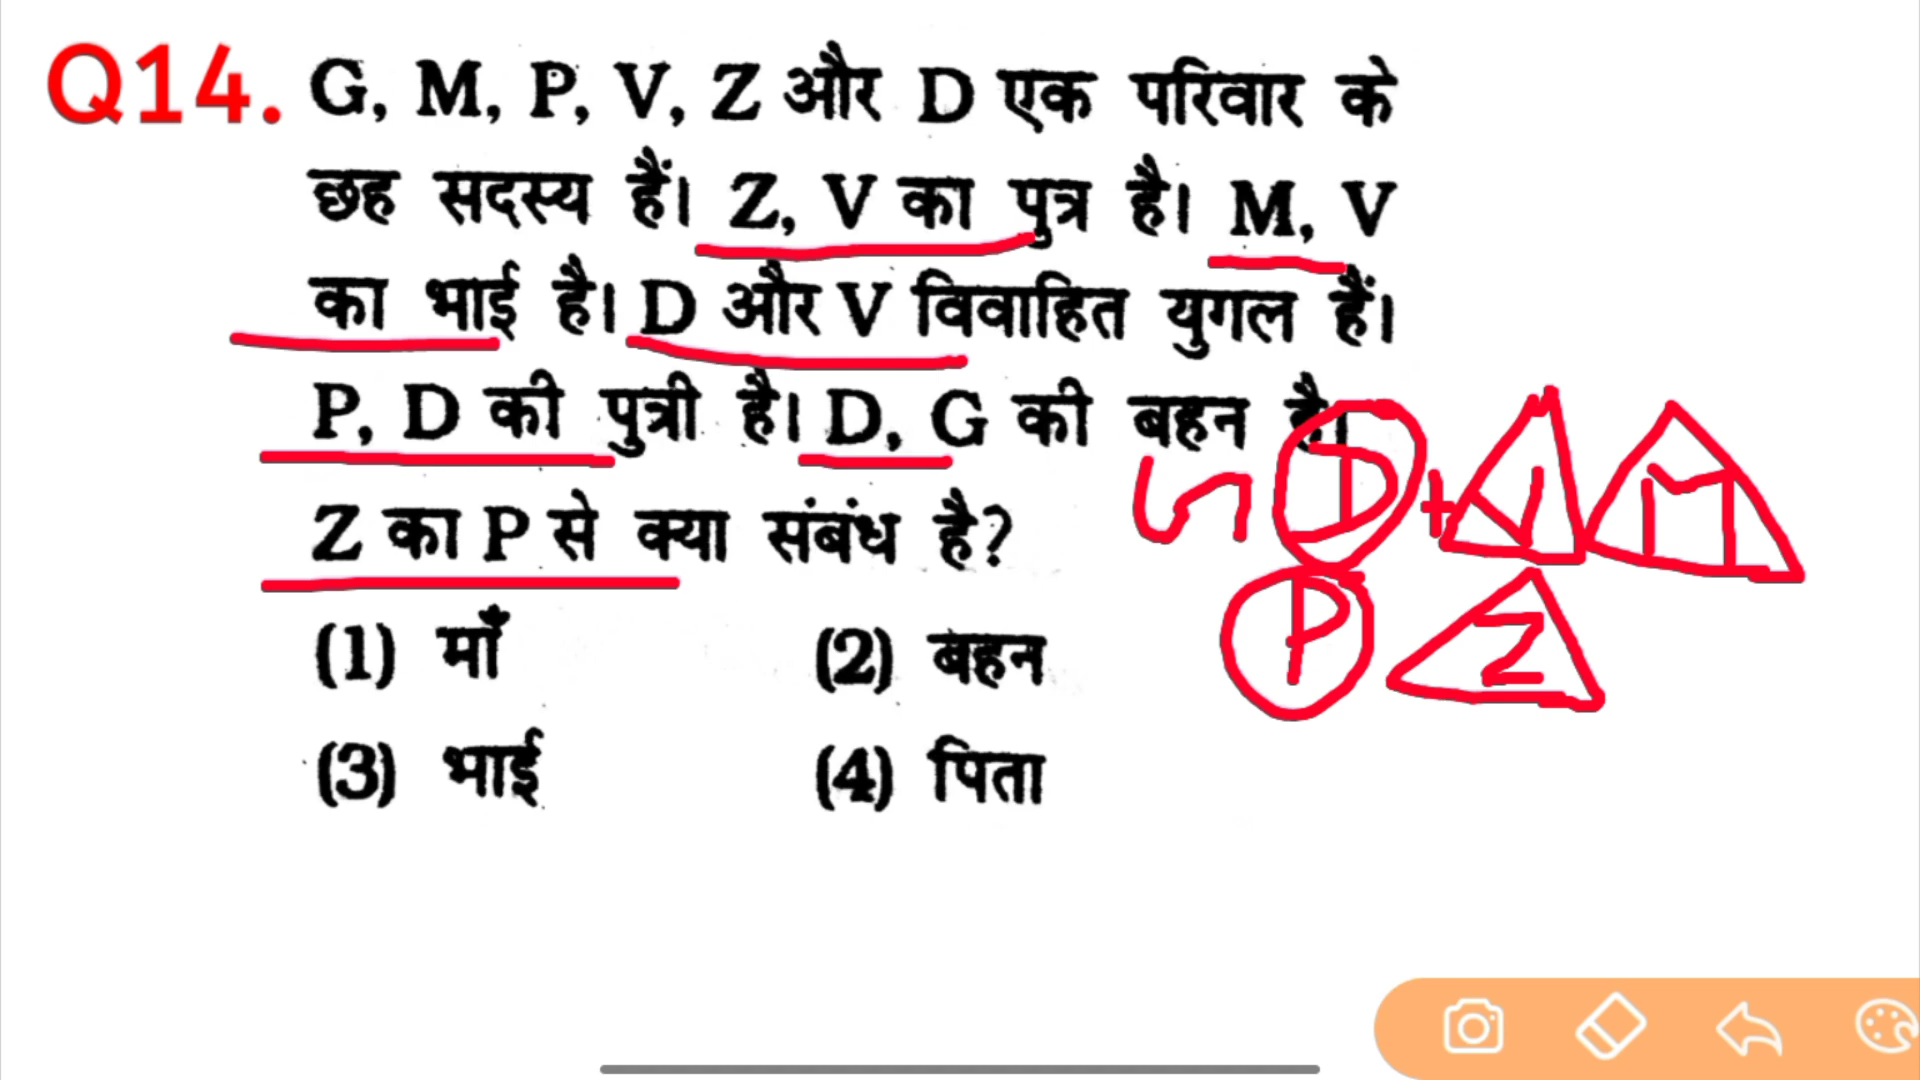 Q14. G, M, P, V, Z और D एक परिवार के
छह सदस्य हैं। Z, V का पुत्र है। M, V
का भाई है। D और V विवाहित युगल हैं।
P, D की पुत्री है। D, G की बहन है।
Z का P से क्या संबंध है?
D + V M
P Z
(1) माँ (2) बहन
(3) भाई (4) पिता